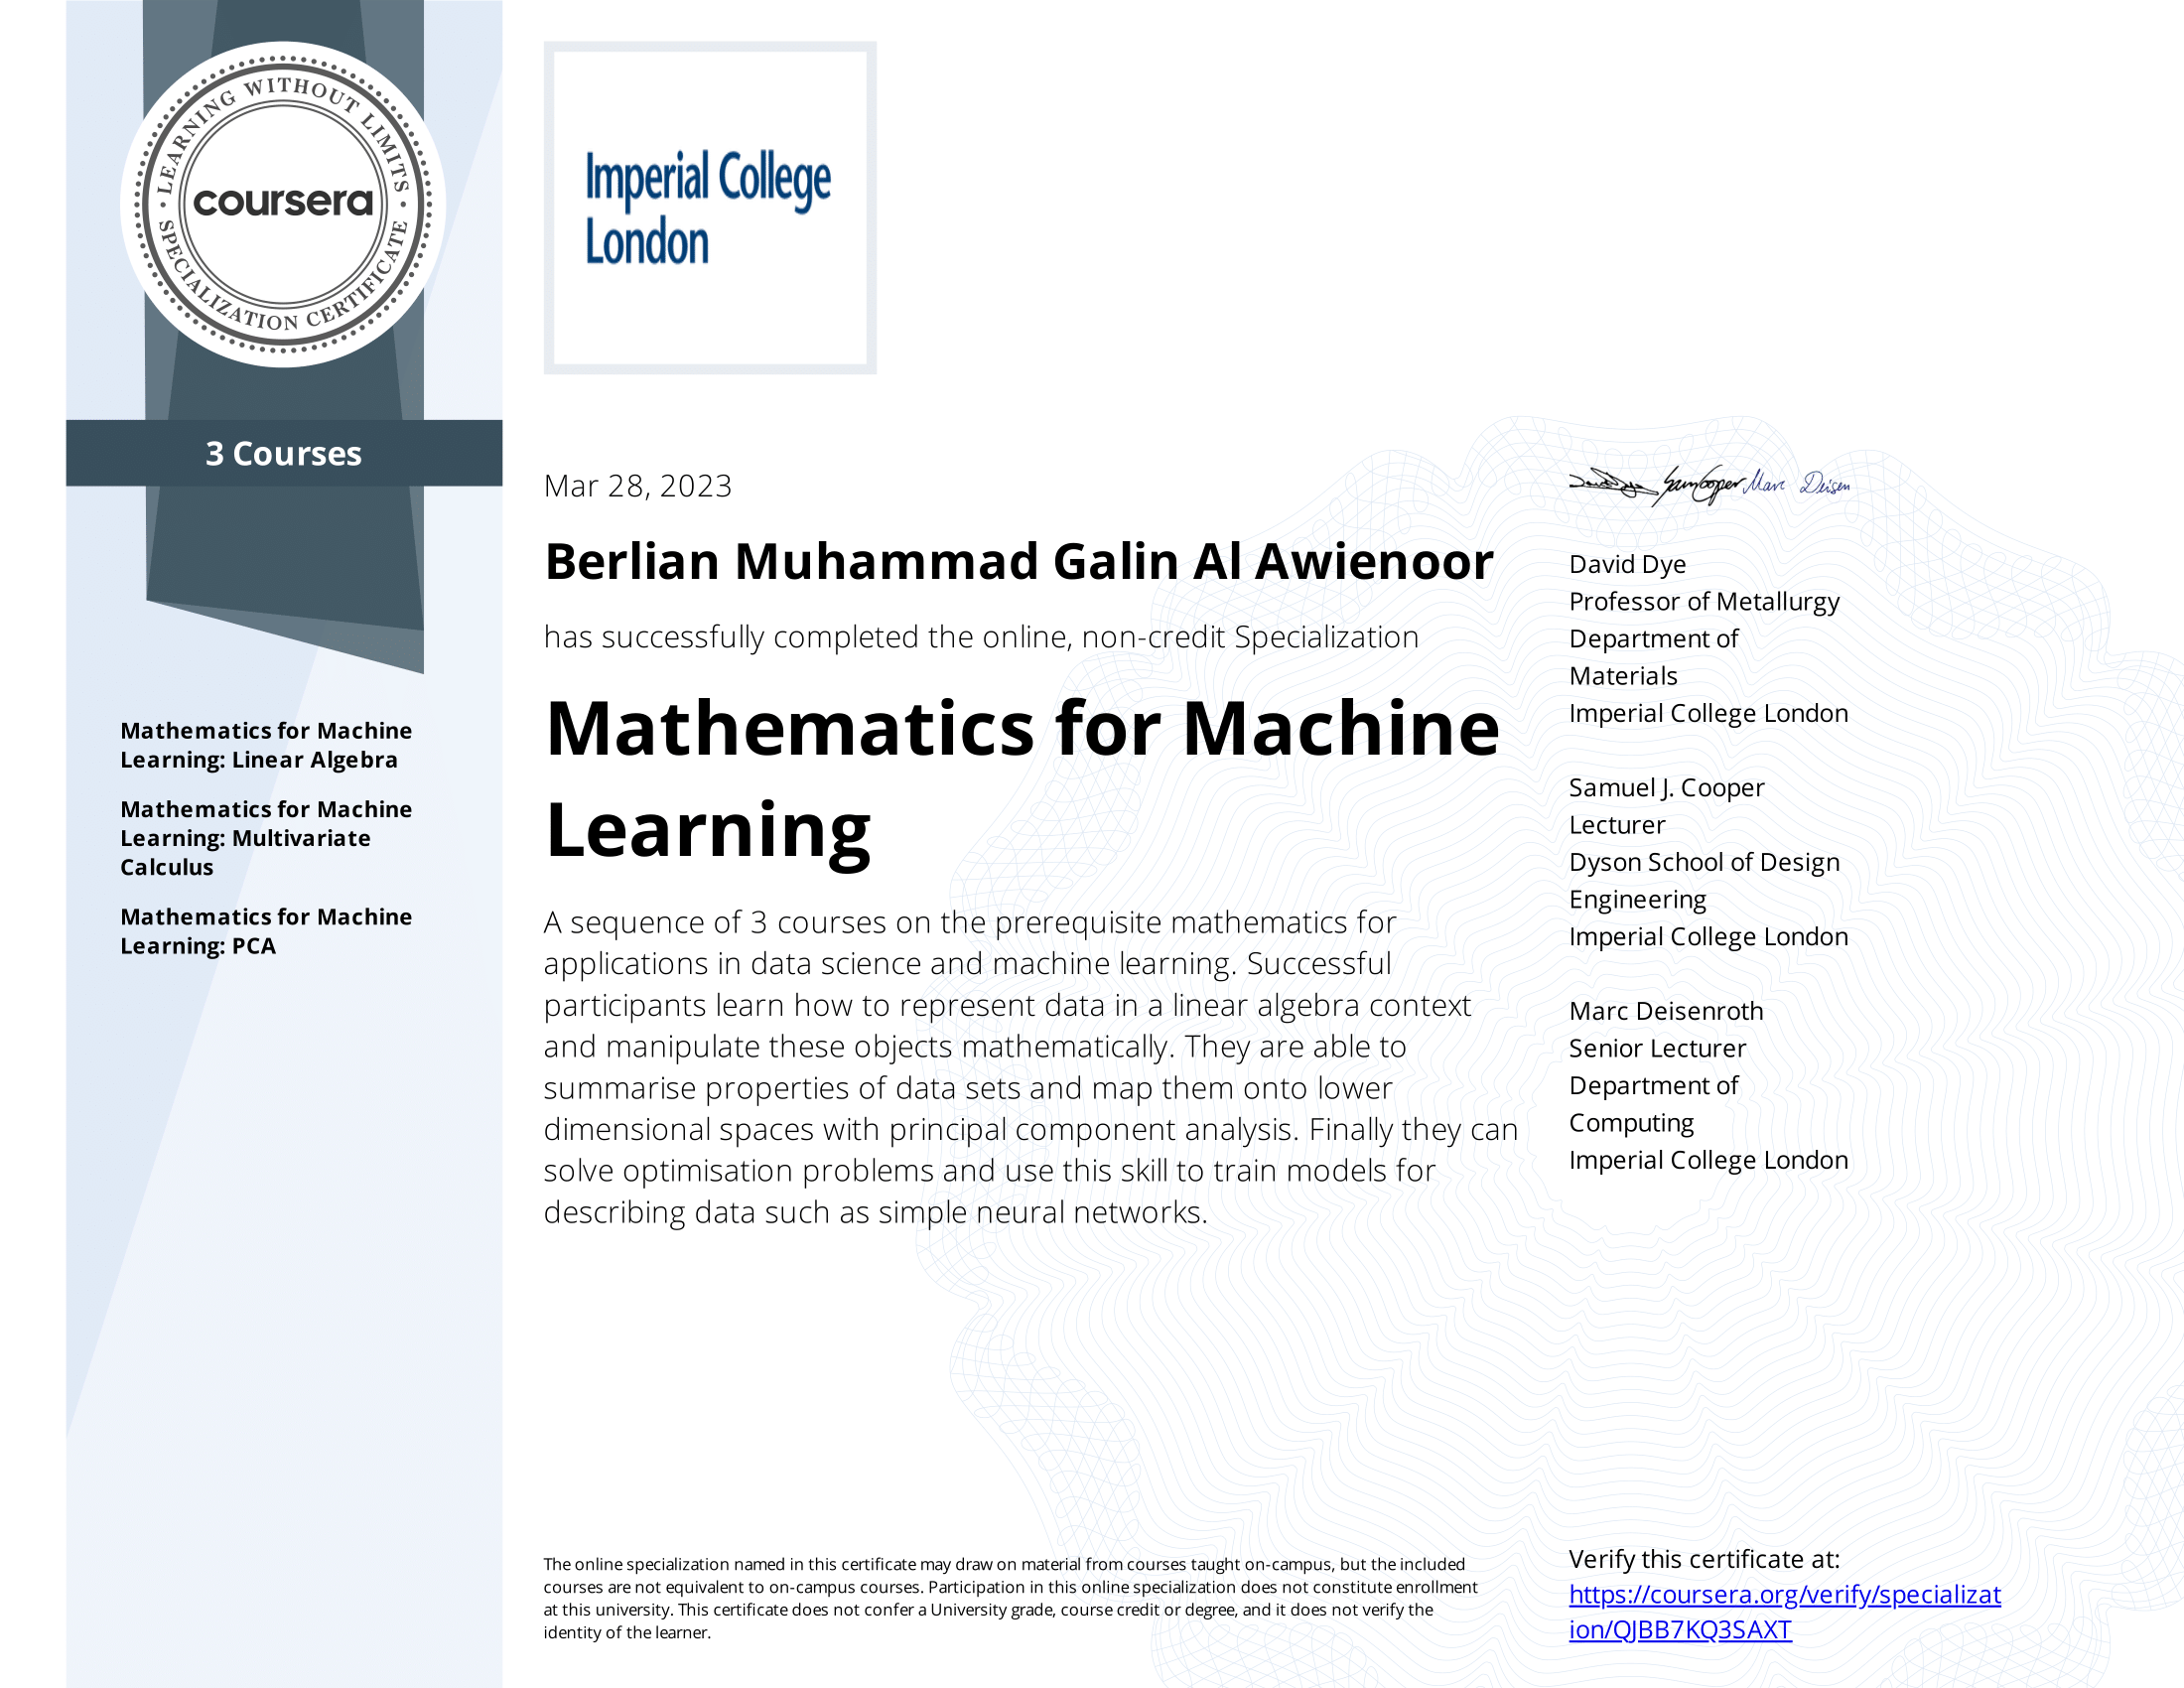 LEARNING WITHOUT LIMITS
coursera
SPECIALIZATION CERTIFICATE
3 Courses
Mathematics for Machine
Learning: Linear Algebra
Mathematics for Machine
Learning: Multivariate
Calculus
Mathematics for Machine
Learning: PCA
Imperial College
London
Mar 28, 2023
Berlian Muhammad Galin Al Awienoor
has successfully completed the online, non-credit Specialization
Mathematics for Machine
Learning
A sequence of 3 courses on the prerequisite mathematics for
applications in data science and machine learning. Successful
participants learn how to represent data in a linear algebra context
and manipulate these objects mathematically. They are able to
summarise properties of data sets and map them onto lower
dimensional spaces with principal component analysis. Finally they can
solve optimisation problems and use this skill to train models for
describing data such as simple neural networks.
The online specialization named in this certificate may draw on material from courses taught on-campus, but the included
courses are not equivalent to on-campus courses. Participation in this online specialization does not constitute enrollment
at this university. This certificate does not confer a University grade, course credit or degree, and it does not verify the
identity of the learner.
Sam Cooper Marc Deisen
David Dye
Professor of Metallurgy
Department of
Materials
Imperial College London
Samuel J. Cooper
Lecturer
Dyson School of Design
Engineering
Imperial College London
Marc Deisenroth
Senior Lecturer
Department of
Computing
Imperial College London
Verify this certificate at:
https://coursera.org/verify/specializat
ion/QJBB7KQ3SAXT